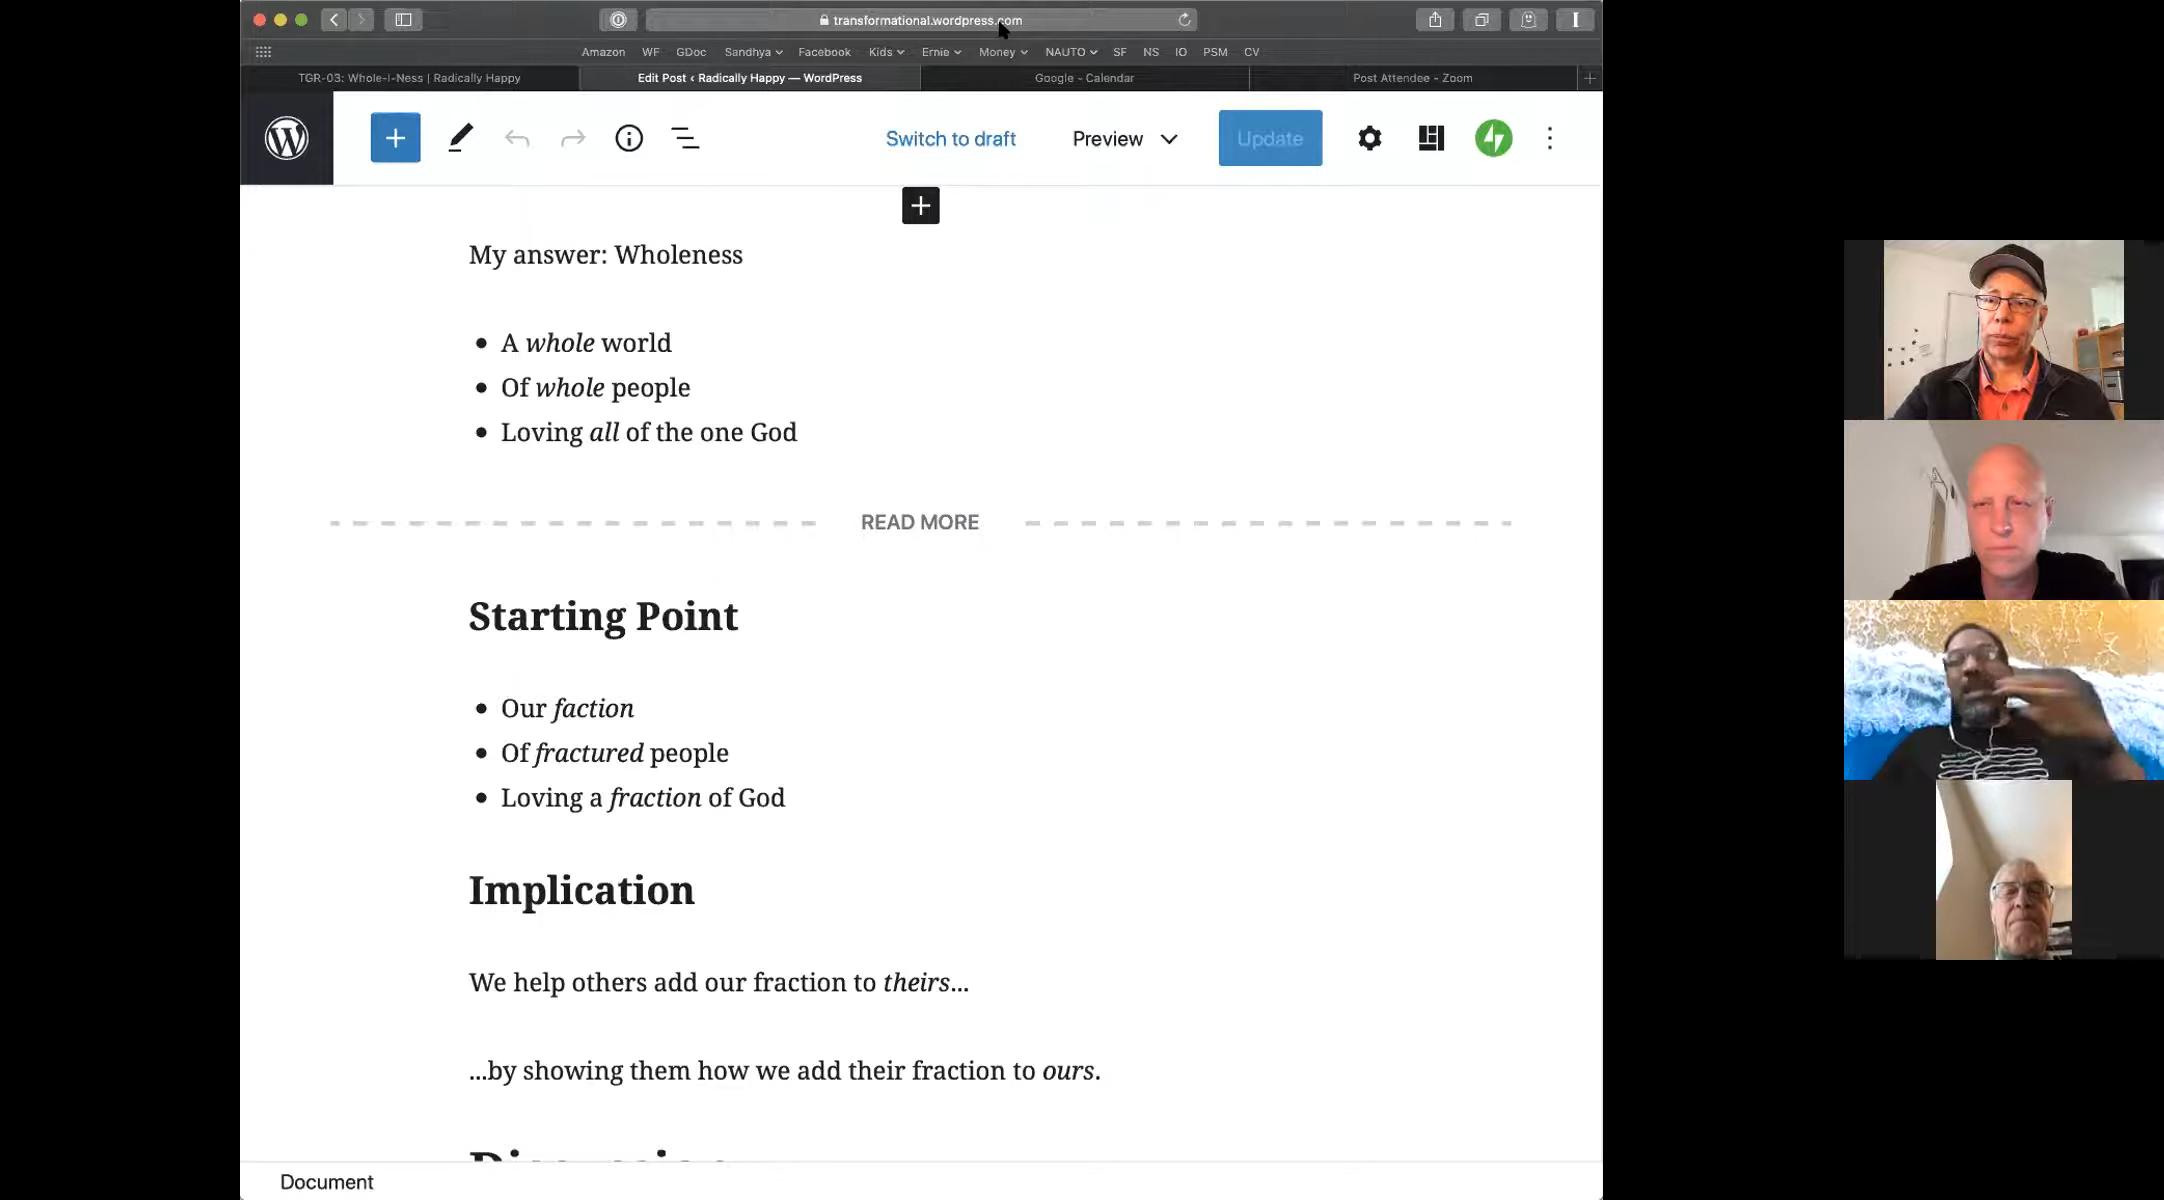 transformational.wordpress.com
Amazon WF GDoc Sandhya Facebook Kids Ernie Money NAUTO SF NS IO PSM CV
TGR-03: Whole-I-Ness | Radically Happy
Edit Post ‹ Radically Happy — WordPress
Google - Calendar
Post Attendee - Zoom
Switch to draft
Preview
Update
My answer: Wholeness
• A whole world
• Of whole people
• Loving all of the one God
READ MORE
Starting Point
• Our faction
• Of fractured people
• Loving a fraction of God
Implication
We help others add our fraction to theirs...
...by showing them how we add their fraction to ours.
Document